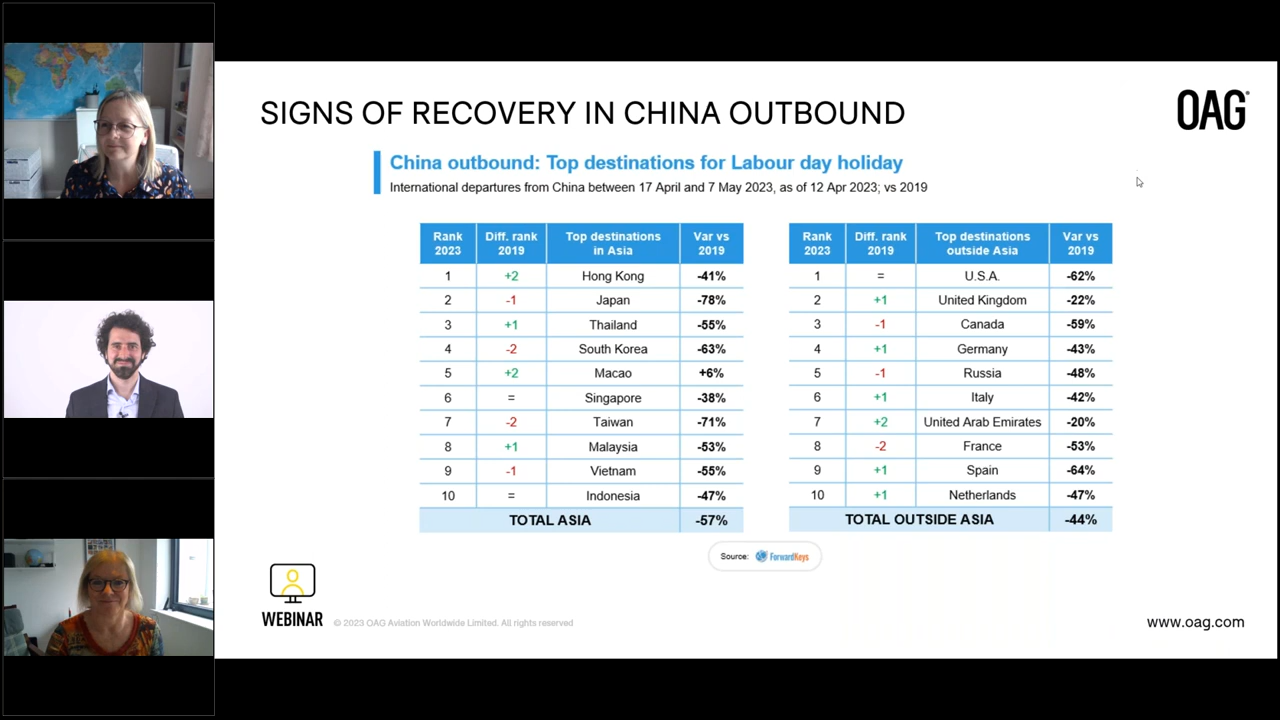 SIGNS OF RECOVERY IN CHINA OUTBOUND
OAG
China outbound: Top destinations for Labour day holiday
International departures from China between 17 April and 7 May 2023, as of 12 Apr 2023; vs 2019
Rank 2023 Diff. rank 2019 Top destinations in Asia Var vs 2019
1 +2 Hong Kong -41%
2 -1 Japan -78%
3 +1 Thailand -55%
4 -2 South Korea -63%
5 +2 Macao +6%
6 = Singapore -38%
7 -2 Taiwan -71%
8 +1 Malaysia -53%
9 -1 Vietnam -55%
10 = Indonesia -47%
TOTAL ASIA -57%
Rank 2023 Diff. rank 2019 Top destinations outside Asia Var vs 2019
1 = U.S.A. -62%
2 +1 United Kingdom -22%
3 -1 Canada -59%
4 +1 Germany -43%
5 -1 Russia -48%
6 +1 Italy -42%
7 +2 United Arab Emirates -20%
8 -2 France -53%
9 +1 Spain -64%
10 +1 Netherlands -47%
TOTAL OUTSIDE ASIA -44%
Source: ForwardKeys
WEBINAR
© 2023 OAG Aviation Worldwide Limited. All rights reserved
www.oag.com